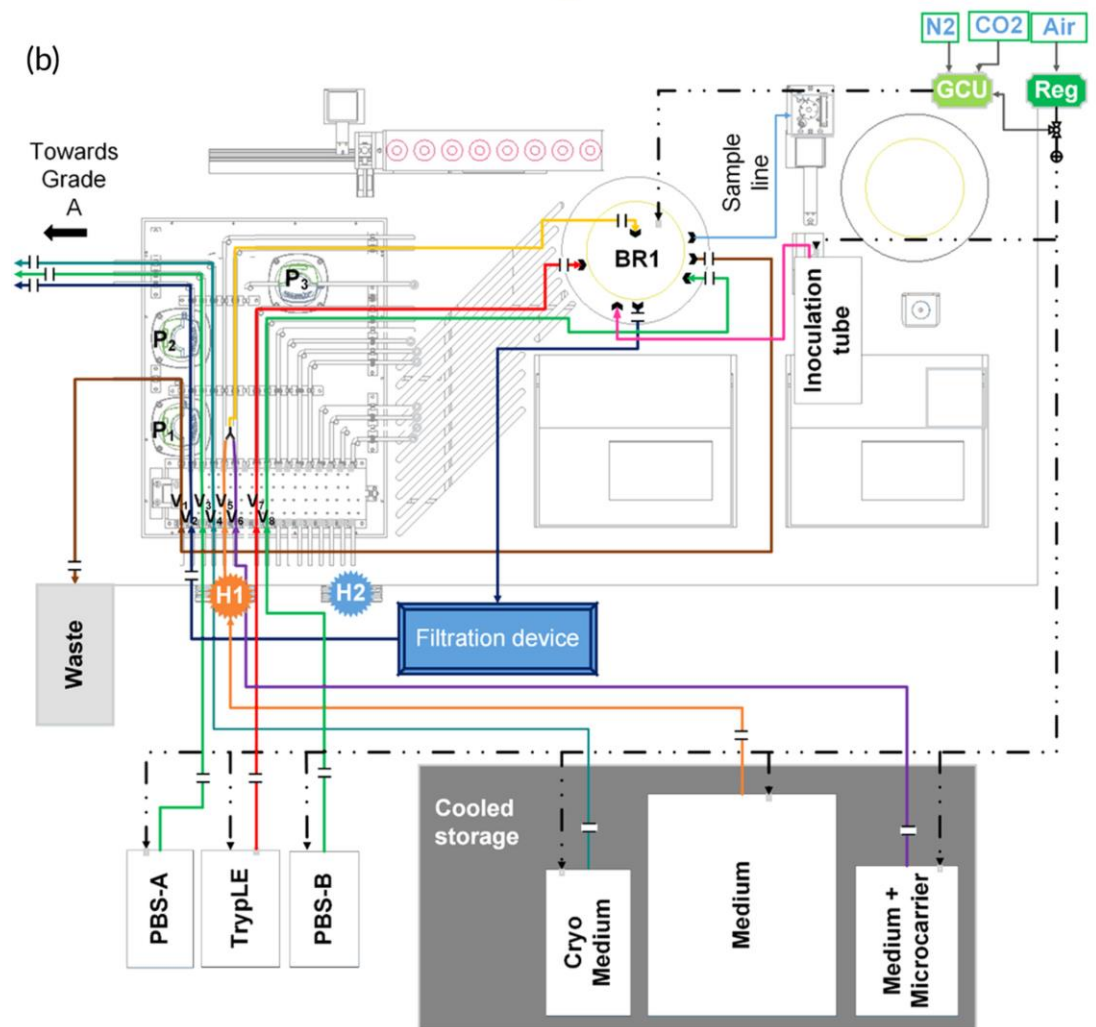 (b)
N2
CO2
Air
GCU
Reg
Towards
Grade
A
Sample
line
BR1
Inoculation
tube
P3
P2
P1
V1
V2
V3
V4
V5
V6
V7
V8
H1
H2
Waste
Filtration device
Cooled
storage
PBS-A
TrypLE
PBS-B
Cryo
Medium
Medium
Medium +
Microcarrier